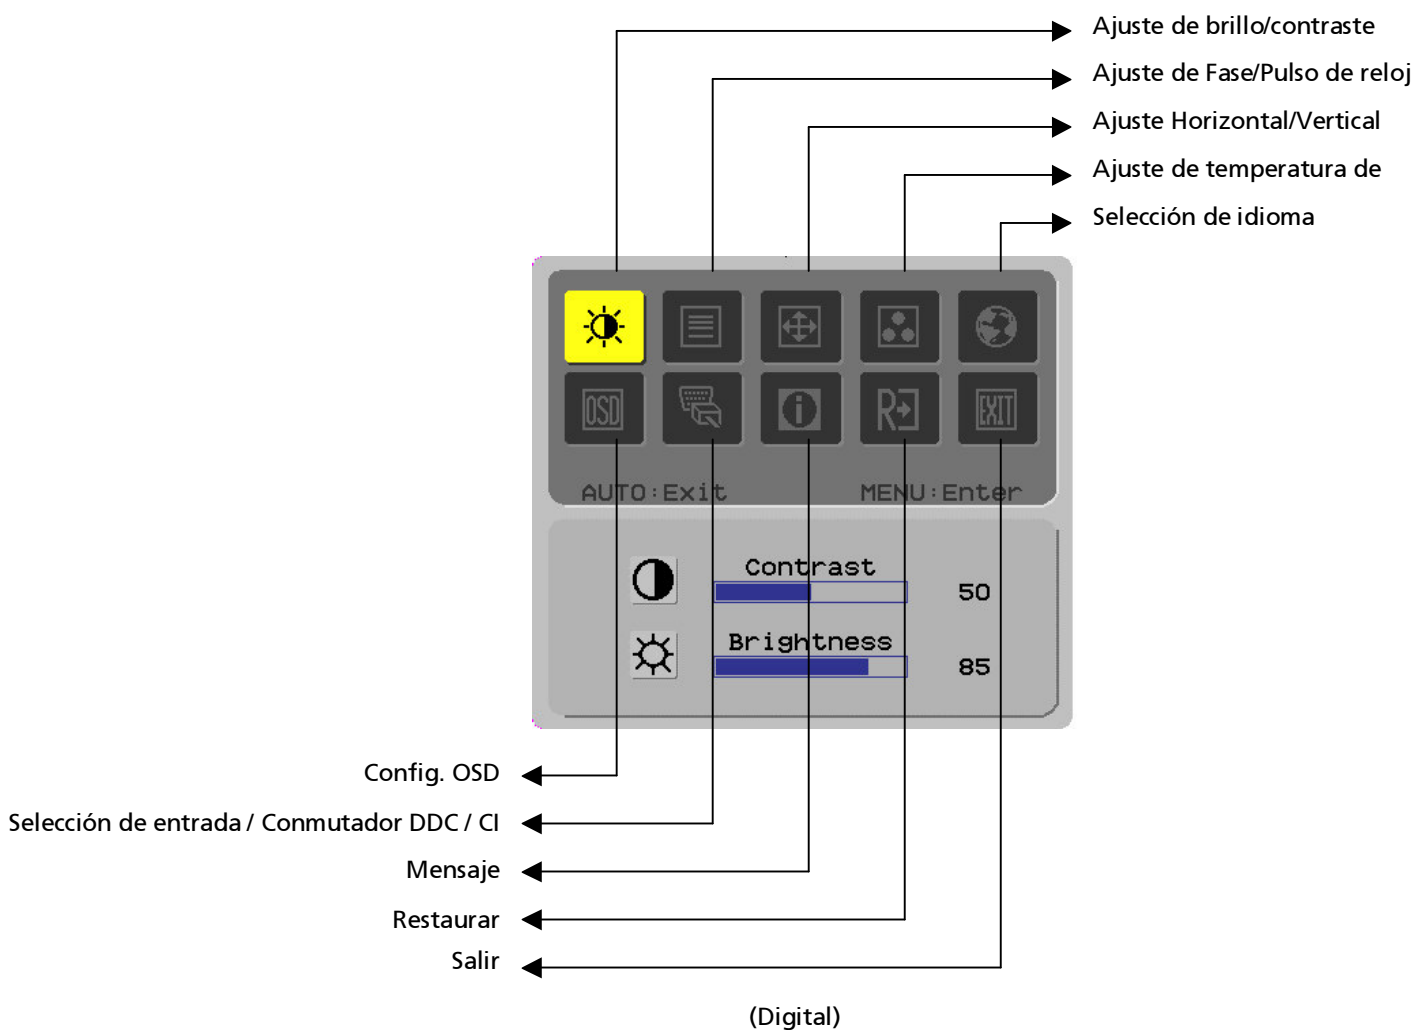 Ajuste de brillo/contraste
Ajuste de Fase/Pulso de reloj
Ajuste Horizontal/Vertical
Ajuste de temperatura de
Selección de idioma
OSD
i
R
EXIT
AUTO:Exit MENU:Enter
Contrast
50
Brightness
85
Config. OSD
Selección de entrada / Conmutador DDC / CI
Mensaje
Restaurar
Salir
(Digital)